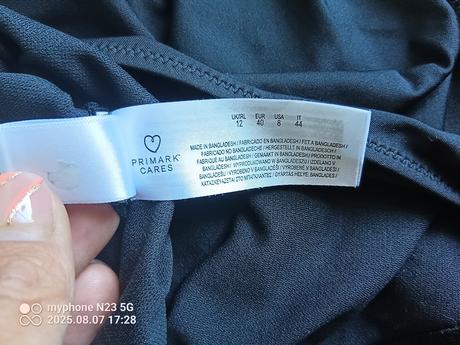 PRIMARK
CARES
UK/IRL EUR USA IT
12 40 8 44
MADE IN BANGLADESH / FABRICADO EN BANGLADESH / FET A BANGLADESH /
FABRICADO NO BANGLADECHE / HERGESTELLT IN BANGLADESCH /
FABRIQUÉ AU BANGLADESH / GEMAAKT IN BANGLADESH / PRODOTTO IN
BANGLADESH / WYPRODUKOWANO W BANGLADESZU / IZDELANO V
BANGLADEŠU / VYROBENO V BANGLADÉŠI / VYROBENÉ V BANGLADÉŠI /
ΚΑΤΑΣΚΕΥΑΖΕΤΑΙ ΣΤΟ ΜΠΑΓΚΛΑΝΤΕΣ / GYÁRTÁS HELYE: BANGLADES /
myphone N23 5G
2025.08.07 17:28